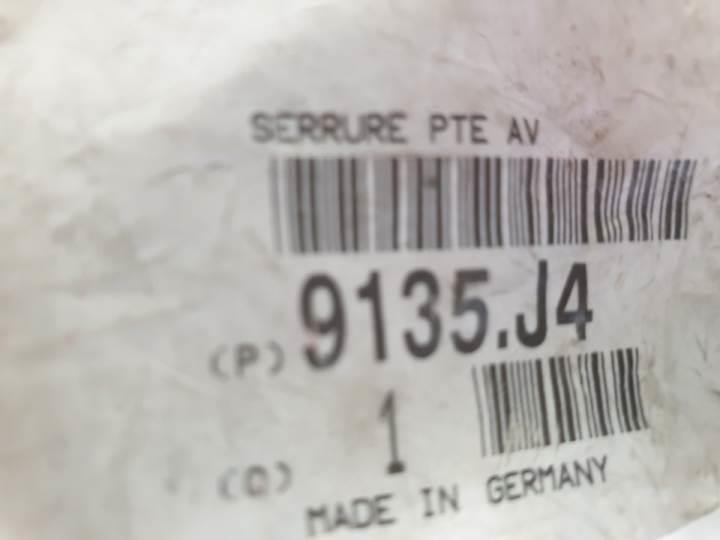 SERRURE PTE AV
(P) 9135.J4
(Q) 1
MADE IN GERMANY